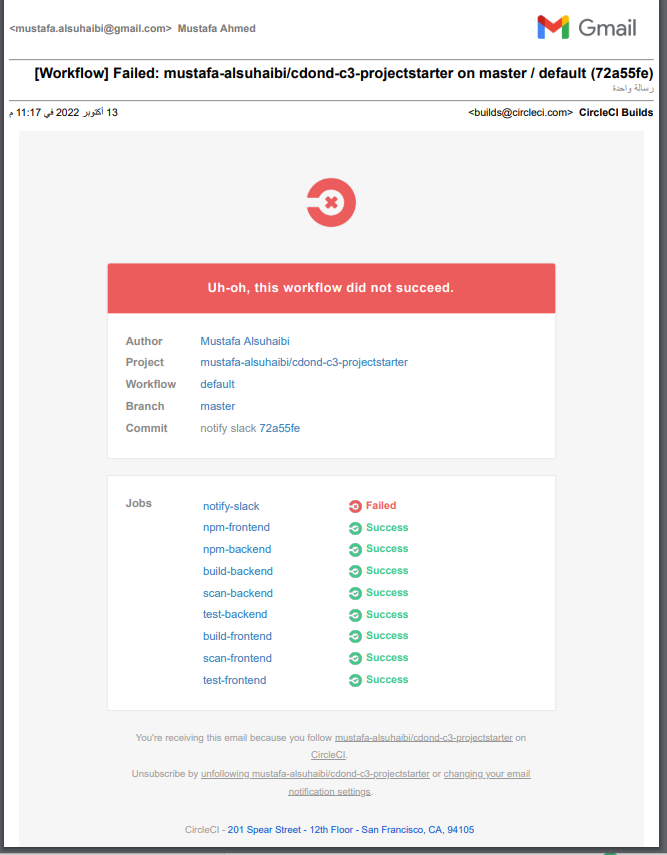 <mustafa.alsuhaibi@gmail.com> Mustafa Ahmed
Gmail
[Workflow] Failed: mustafa-alsuhaibi/cdond-c3-projectstarter on master / default (72a55fe)
رسالة واحدة
<builds@circleci.com> CircleCI Builds
13 أكتوبر 2022 في 11:17 م
Uh-oh, this workflow did not succeed.
Author Mustafa Alsuhaibi
Project mustafa-alsuhaibi/cdond-c3-projectstarter
Workflow default
Branch master
Commit notify slack 72a55fe
Jobs notify-slack Failed
npm-frontend Success
npm-backend Success
build-backend Success
scan-backend Success
test-backend Success
build-frontend Success
scan-frontend Success
test-frontend Success
You're receiving this email because you follow mustafa-alsuhaibi/cdond-c3-projectstarter on
CircleCI.
Unsubscribe by unfollowing mustafa-alsuhaibi/cdond-c3-projectstarter or changing your email
notification settings.
CircleCI - 201 Spear Street - 12th Floor - San Francisco, CA, 94105